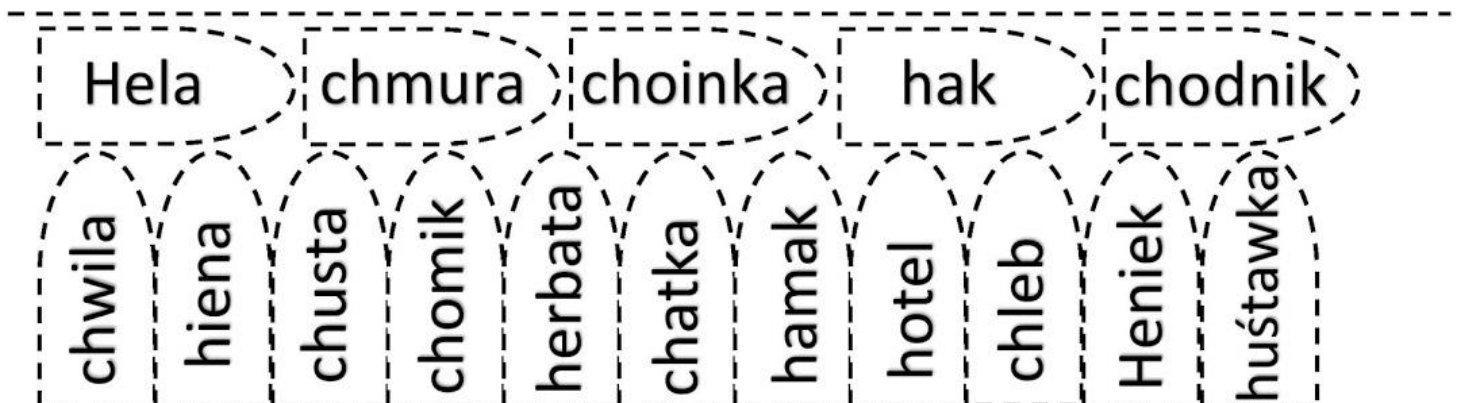 Hela chmura choinka hak chodnik
chwila
hiena
chusta
chomik
herbata
chatka
hamak
hotel
chleb
Heniek
huśtawka